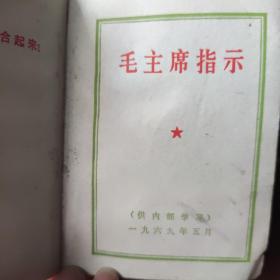 合起来！
毛主席指示
（供内部学习）
一九六九年五月